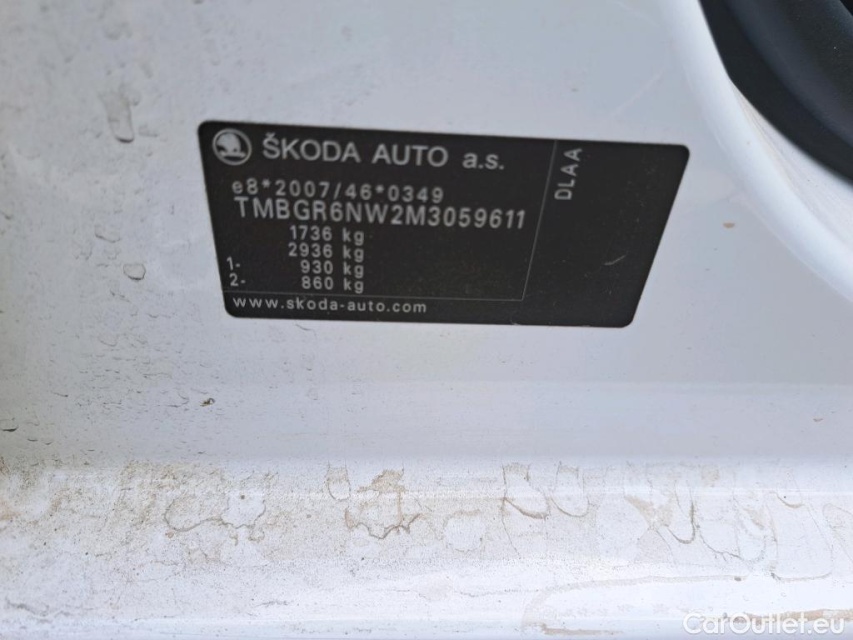 ŠKODA AUTO a.s.
DLAA
e8*2007/46*0349
TMBGR6NW2M3059611
1736 kg
2936 kg
1- 930 kg
2- 860 kg
www.skoda-auto.com
CarOutlet.eu